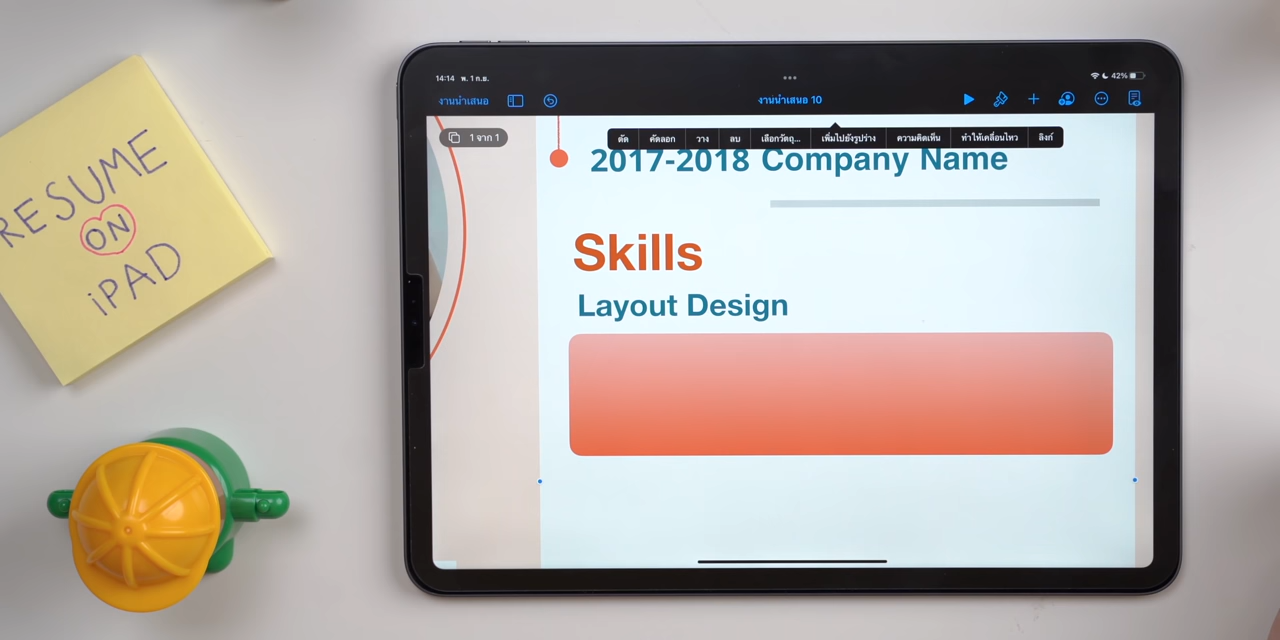 RESUME
ON
iPAD
14:14 พ. 1 ก.ย.
42%
งานนำเสนอ
งานนำเสนอ 10
1 จาก 1
ตัด คัดลอก วาง ลบ เลือกวัตถุ... เพิ่มไปยังรูปร่าง ความคิดเห็น ทำให้เคลื่อนไหว ลิงก์
2017-2018 Company Name
Skills
Layout Design